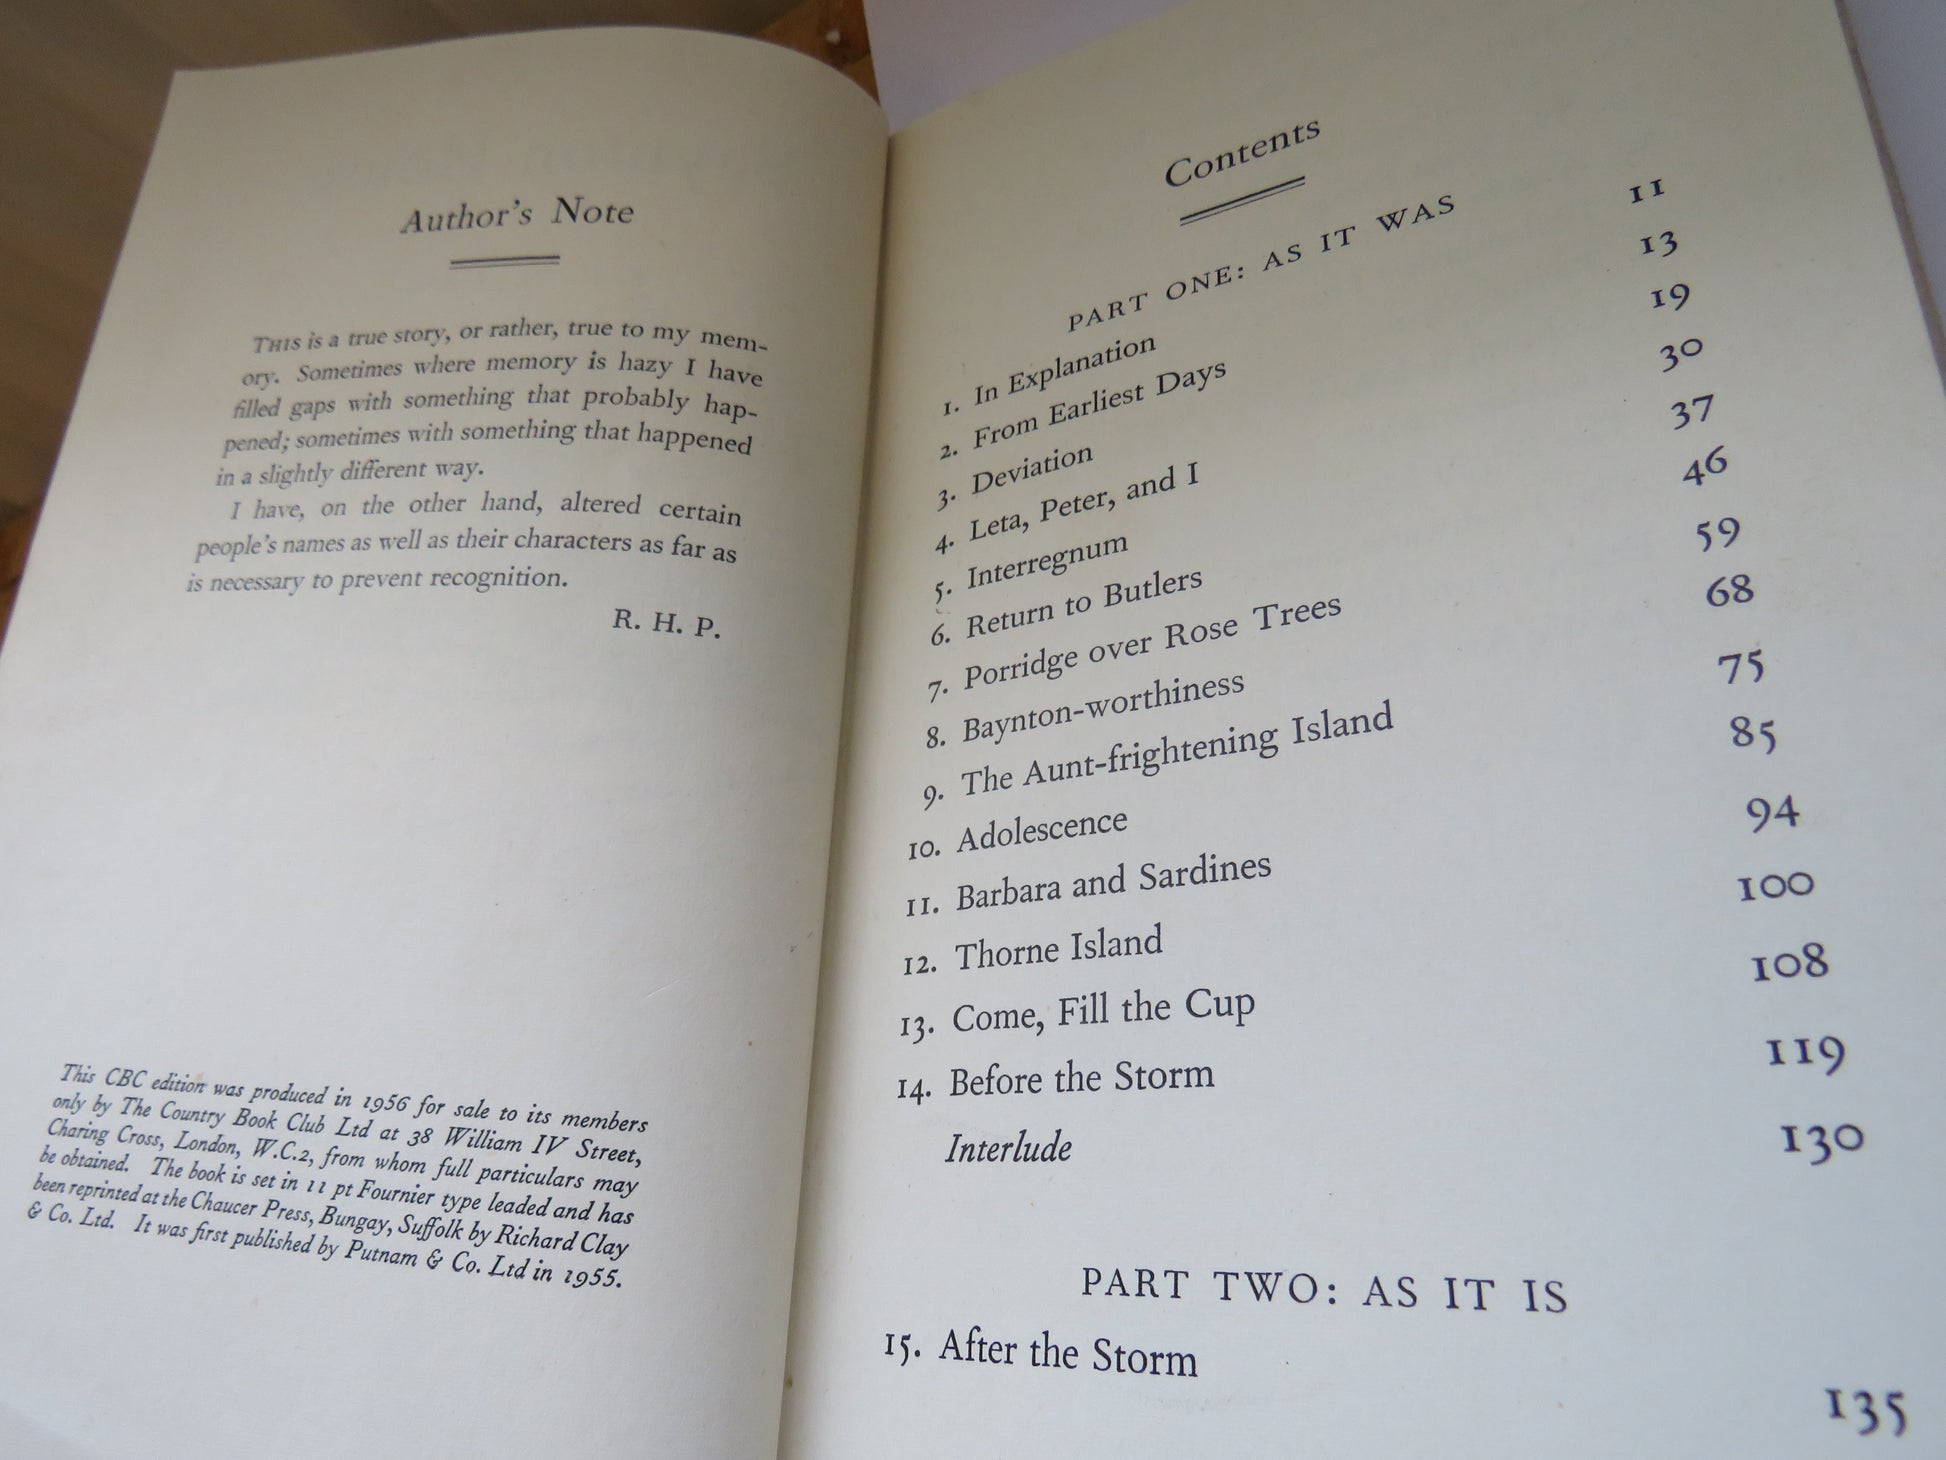 Author's Note
THIS is a true story, or rather, true to my mem-
ory. Sometimes where memory is hazy I have
filled gaps with something that probably hap-
pened; sometimes with something that happened
in a slightly different way.
I have, on the other hand, altered certain
people's names as well as their characters as far as
is necessary to prevent recognition.
R. H. P.
This CBC edition was produced in 1956 for sale to its members
only by The Country Book Club Ltd at 38 William IV Street,
Charing Cross, London, W.C.2, from whom full particulars may
be obtained. The book is set in 11 pt Fournier type leaded and has
been reprinted at the Chaucer Press, Bungay, Suffolk by Richard Clay
& Co. Ltd. It was first published by Putnam & Co. Ltd in 1955.
Contents
PART ONE: AS IT WAS
1. In Explanation 11
2. From Earliest Days 13
3. Deviation 19
4. Leta, Peter, and I 30
5. Interregnum 37
6. Return to Butlers 46
7. Porridge over Rose Trees 59
8. Baynton-worthiness 68
9. The Aunt-frightening Island 75
10. Adolescence 85
11. Barbara and Sardines 94
12. Thorne Island 100
13. Come, Fill the Cup 108
14. Before the Storm 119
Interlude 130
PART TWO: AS IT IS
15. After the Storm 135